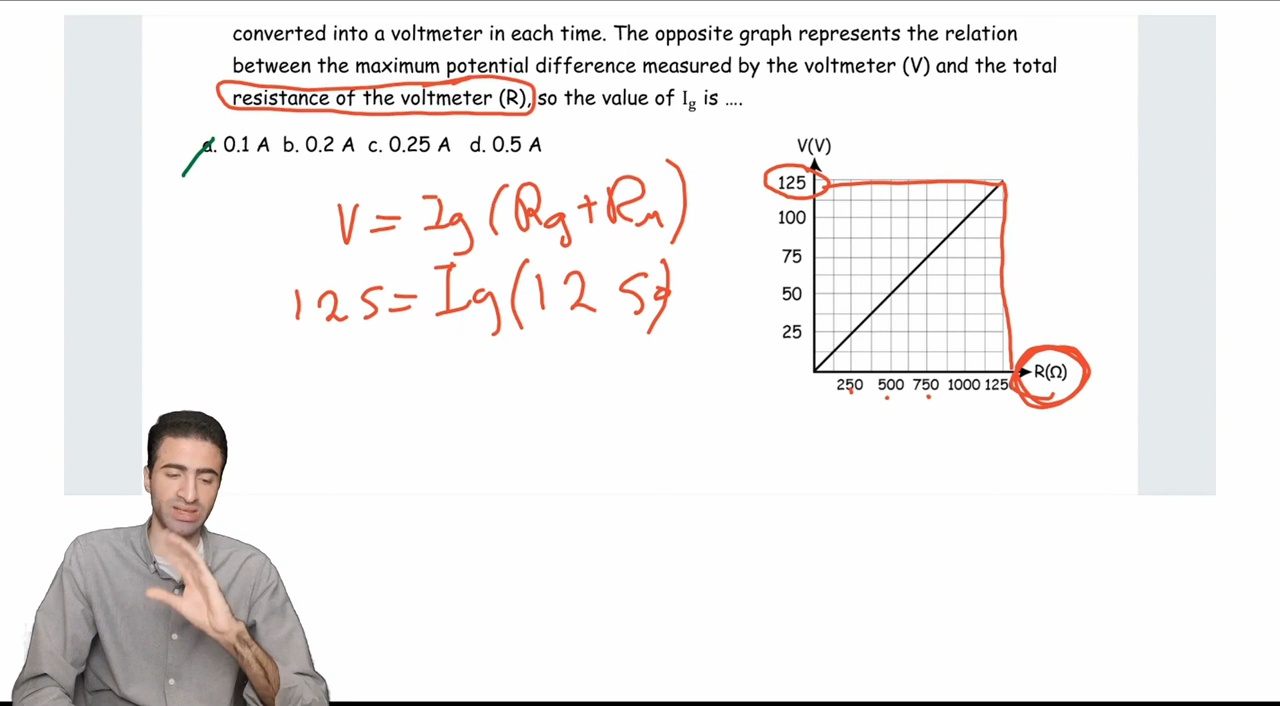 converted into a voltmeter in each time. The opposite graph represents the relation
between the maximum potential difference measured by the voltmeter (V) and the total
resistance of the voltmeter (R), so the value of Ig is ....
a. 0.1 A b. 0.2 A c. 0.25 A d. 0.5 A
V = Ig (Rg + Rm)
125 = Ig (1250)
V(V)
125
100
75
50
25
250 500 750 1000 125
R(Ω)